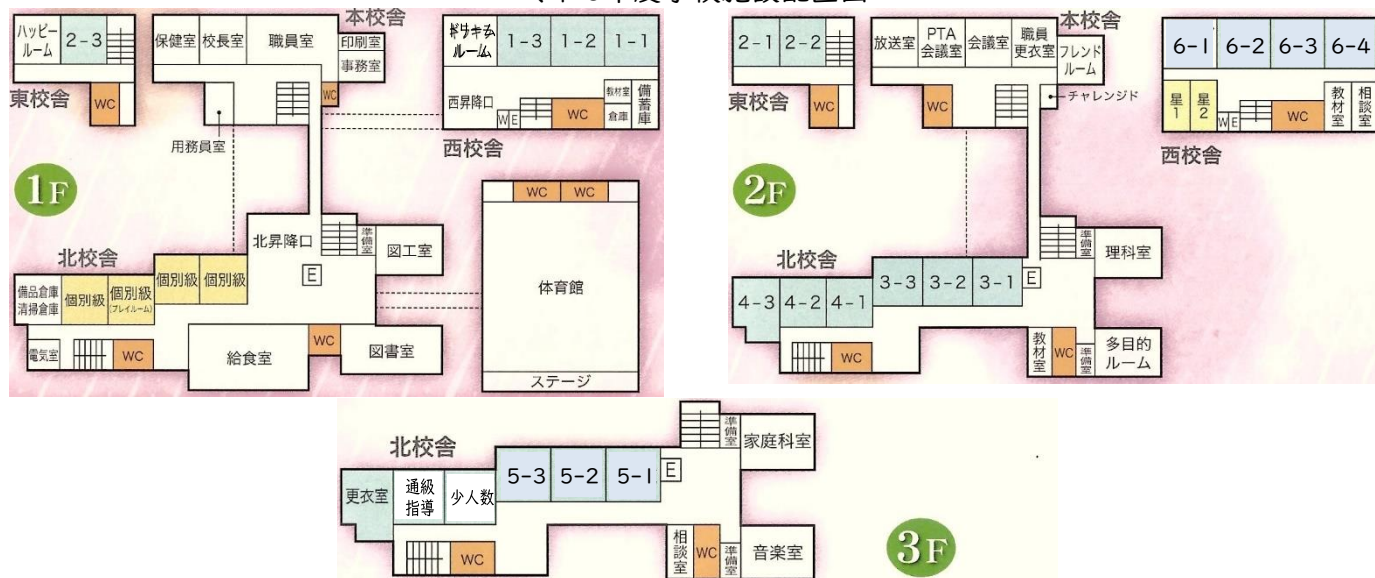 本校舎
ハッピー
ルーム
2-3
保健室
校長室
職員室
印刷室
事務室
ルーム
1-3
1-2
1-1
東校舎
WC
WC
西昇降口
教材室
倉庫
備蓄庫
W
E
WC
用務員室
西校舎
1F
WC
WC
北昇降口
準備室
図工室
E
北校舎
備品倉庫
清掃倉庫
個別級
個別級
(プレイルーム)
個別級
個別級
体育館
電気室
WC
給食室
WC
図書室
ステージ
本校舎
2-1
2-2
放送室
PTA
会議室
会議室
職員
更衣室
フレンド
ルーム
6-1
6-2
6-3
6-4
東校舎
WC
WC
チャレンジド
星1
星2
W
E
WC
教材室
相談室
西校舎
2F
準備室
理科室
北校舎
4-3
4-2
4-1
3-3
3-2
3-1
E
WC
教材室
WC
準備室
多目的
ルーム
北校舎
準備室
家庭科室
更衣室
通級
指導
少人数
5-3
5-2
5-1
E
WC
相談室
WC
準備室
音楽室
3F